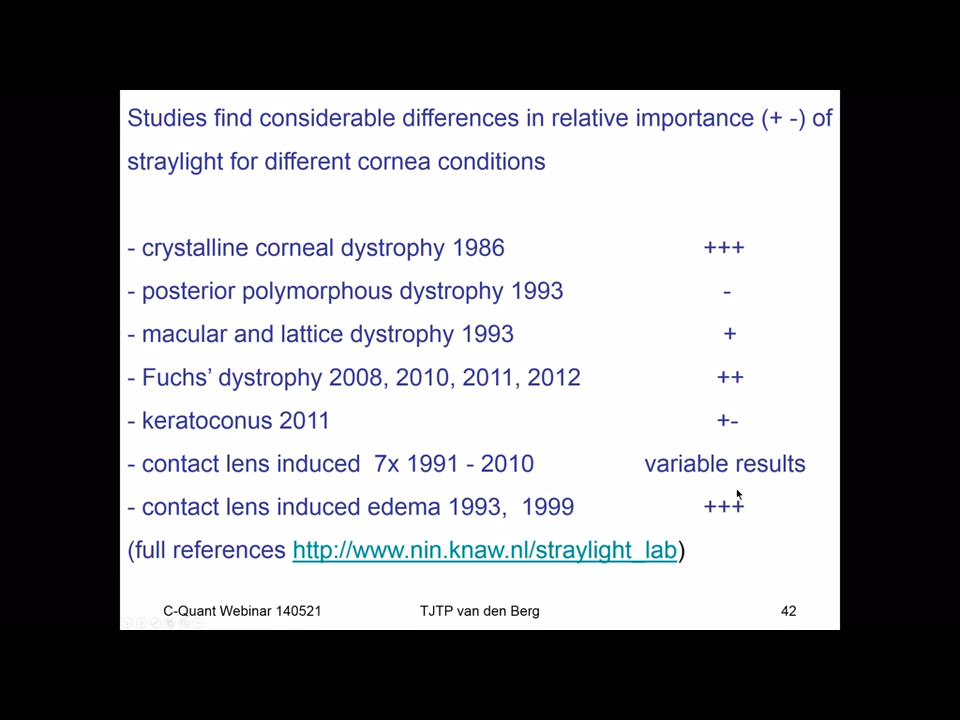 Studies find considerable differences in relative importance (+ -) of
straylight for different cornea conditions
- crystalline corneal dystrophy 1986 +++
- posterior polymorphous dystrophy 1993 -
- macular and lattice dystrophy 1993 +
- Fuchs’ dystrophy 2008, 2010, 2011, 2012 ++
- keratoconus 2011 +-
- contact lens induced 7x 1991 - 2010 variable results
- contact lens induced edema 1993, 1999 +++
(full references http://www.nin.knaw.nl/straylight_lab)
C-Quant Webinar 140521 TJTP van den Berg 42